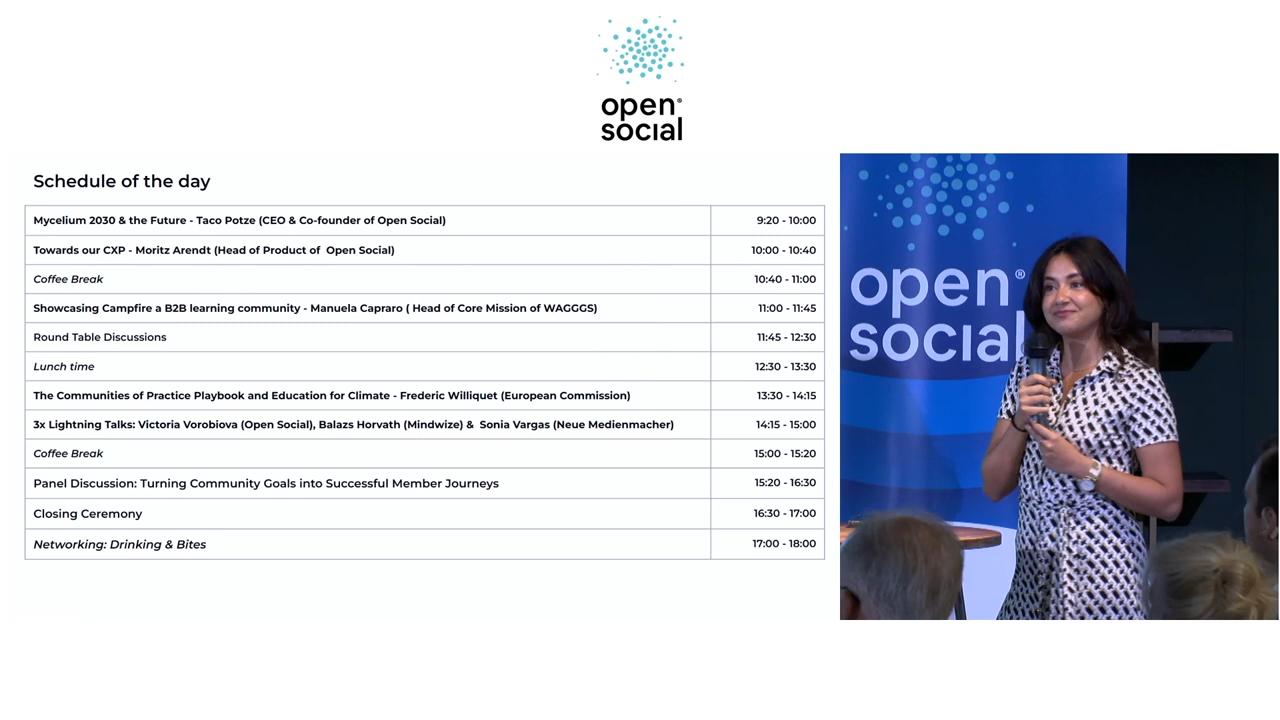 open®
social
Schedule of the day
Mycelium 2030 & the Future - Taco Potze (CEO & Co-founder of Open Social) 9:20 - 10:00
Towards our CXP - Moritz Arendt (Head of Product of  Open Social) 10:00 - 10:40
Coffee Break 10:40 - 11:00
Showcasing Campfire a B2B learning community - Manuela Capraro ( Head of Core Mission of WAGGGS) 11:00 - 11:45
Round Table Discussions 11:45 - 12:30
Lunch time 12:30 - 13:30
The Communities of Practice Playbook and Education for Climate - Frederic Williquet (European Commission) 13:30 - 14:15
3x Lightning Talks: Victoria Vorobiova (Open Social), Balazs Horvath (Mindwize) &  Sonia Vargas (Neue Medienmacher) 14:15 - 15:00
Coffee Break 15:00 - 15:20
Panel Discussion: Turning Community Goals into Successful Member Journeys 15:20 - 16:30
Closing Ceremony 16:30 - 17:00
Networking: Drinking & Bites 17:00 - 18:00
open®
social